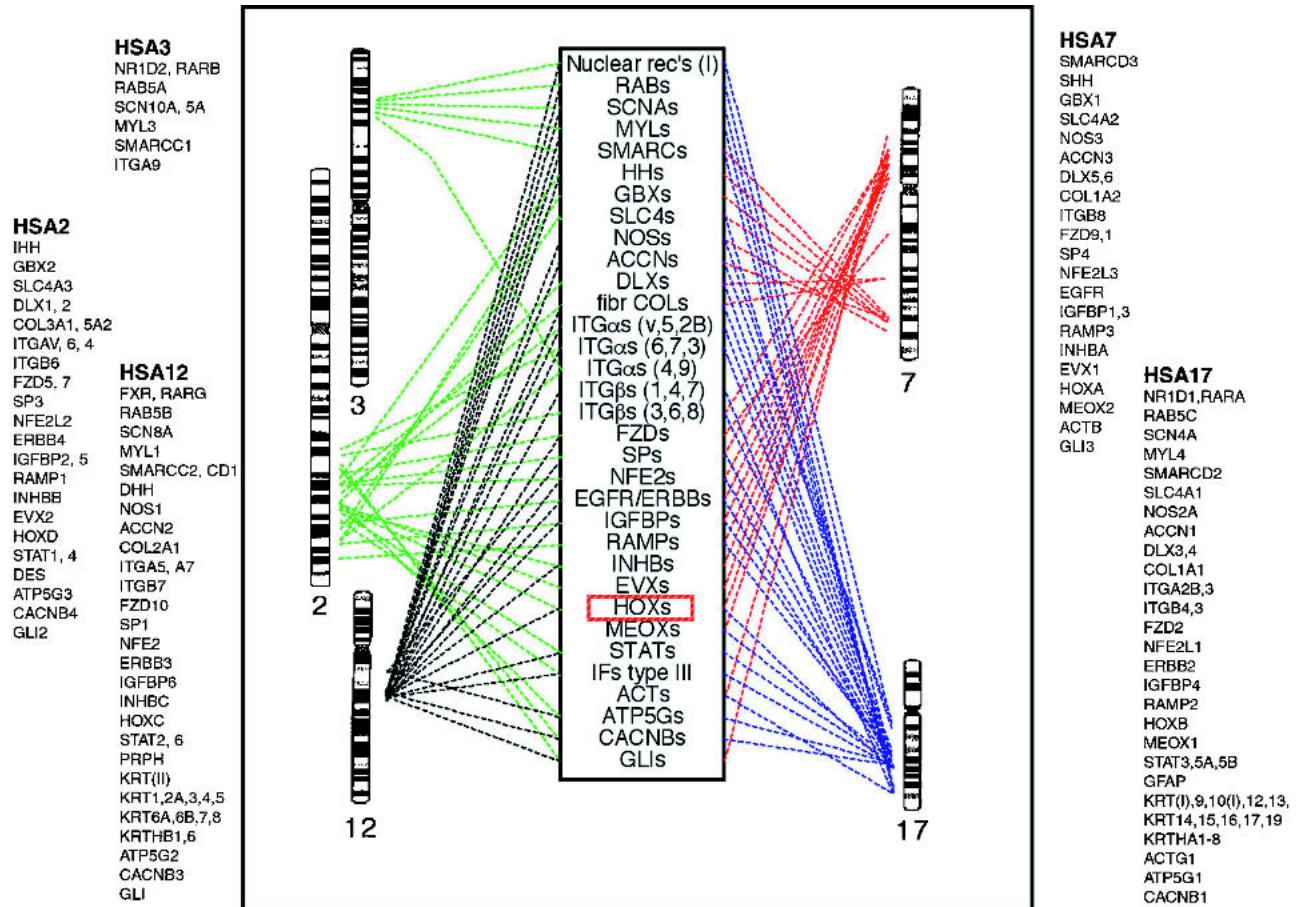 HSA3
NR1D2, RARB
RAB5A
SCN10A, 5A
MYL3
SMARCC1
ITGA9
HSA2
IHH
GBX2
SLC4A3
DLX1, 2
COL3A1, 5A2
ITGAV, 6, 4
ITGB6
FZD5, 7
SP3
NFE2L2
ERBB4
IGFBP2, 5
RAMP1
INHBB
EVX2
HOXD
STAT1, 4
DES
ATP5G3
CACNB4
GLI2
HSA12
FXR, RARG
RAB5B
SCN8A
MYL1
SMARCC2, CD1
DHH
NOS1
ACCN2
COL2A1
ITGA5, A7
ITGB7
FZD10
SP1
NFE2
ERBB3
IGFBP6
INHBC
HOXC
STAT2, 6
PRPH
KRT(II)
KRT1,2A,3,4,5
KRT6A,6B,7,8
KRTHB1,6
ATP5G2
CACNB3
GLI
3
2
12
Nuclear rec's (I)
RABs
SCNAs
MYLs
SMARCs
HHs
GBXs
SLC4s
NOSs
ACCNs
DLXs
fibr COLs
ITGαs (v,5,2B)
ITGαs (6,7,3)
ITGαs (4,9)
ITGβs (1,4,7)
ITGβs (3,6,8)
FZDs
SPs
NFE2s
EGFR/ERBBs
IGFBPs
RAMPs
INHBs
EVXs
HOXs
MEOXs
STATs
IFs type III
ACTs
ATP5Gs
CACNBs
GLIs
7
17
HSA7
SMARCD3
SHH
GBX1
SLC4A2
NOS3
ACCN3
DLX5,6
COL1A2
ITGB8
FZD9,1
SP4
NFE2L3
EGFR
IGFBP1,3
RAMP3
INHBA
EVX1
HOXA
MEOX2
ACTB
GLI3
HSA17
NR1D1,RARA
RAB5C
SCN4A
MYL4
SMARCD2
SLC4A1
NOS2A
ACCN1
DLX3,4
COL1A1
ITGA2B,3
ITGB4,3
FZD2
NFE2L1
ERBB2
IGFBP4
RAMP2
HOXB
MEOX1
STAT3,5A,5B
GFAP
KRT(I),9,10(I),12,13,
KRT14,15,16,17,19
KRTHA1-8
ACTG1
ATP5G1
CACNB1